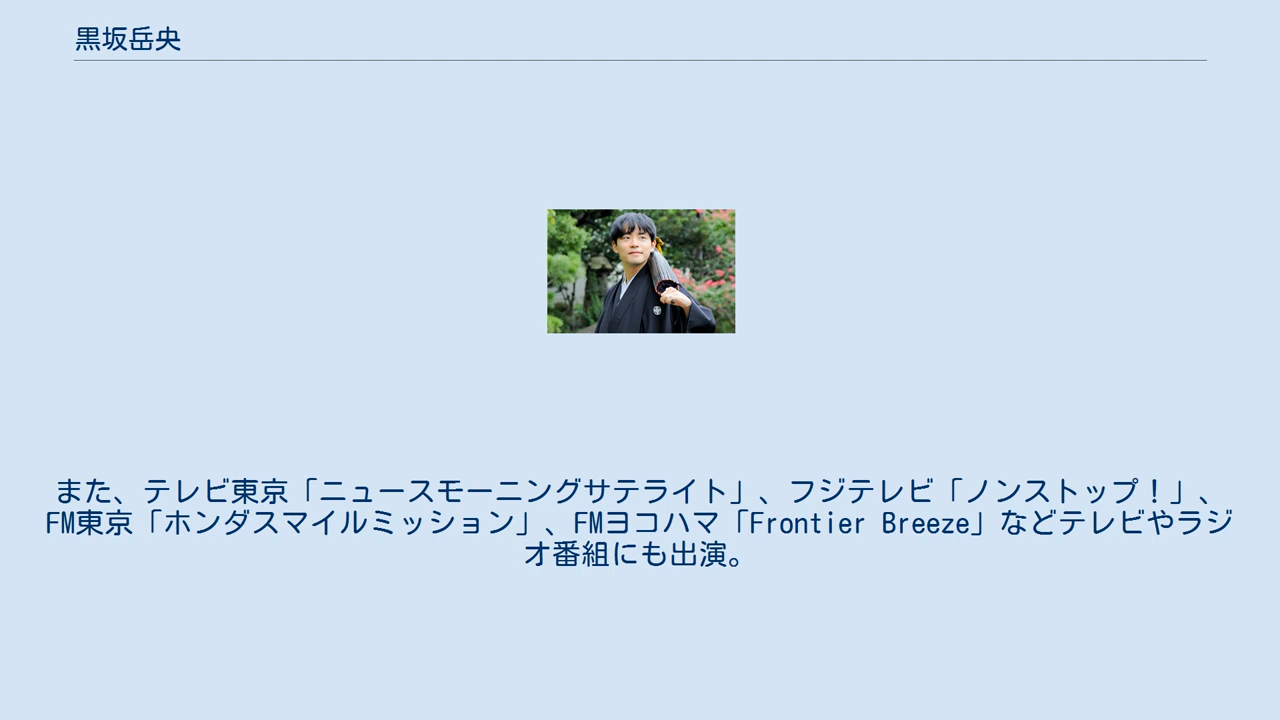 黒坂岳央
また、テレビ東京「ニュースモーニングサテライト」、フジテレビ「ノンストップ！」、
FM東京「ホンダスマイルミッション」、FMヨコハマ「Frontier Breeze」などテレビやラジ
オ番組にも出演。